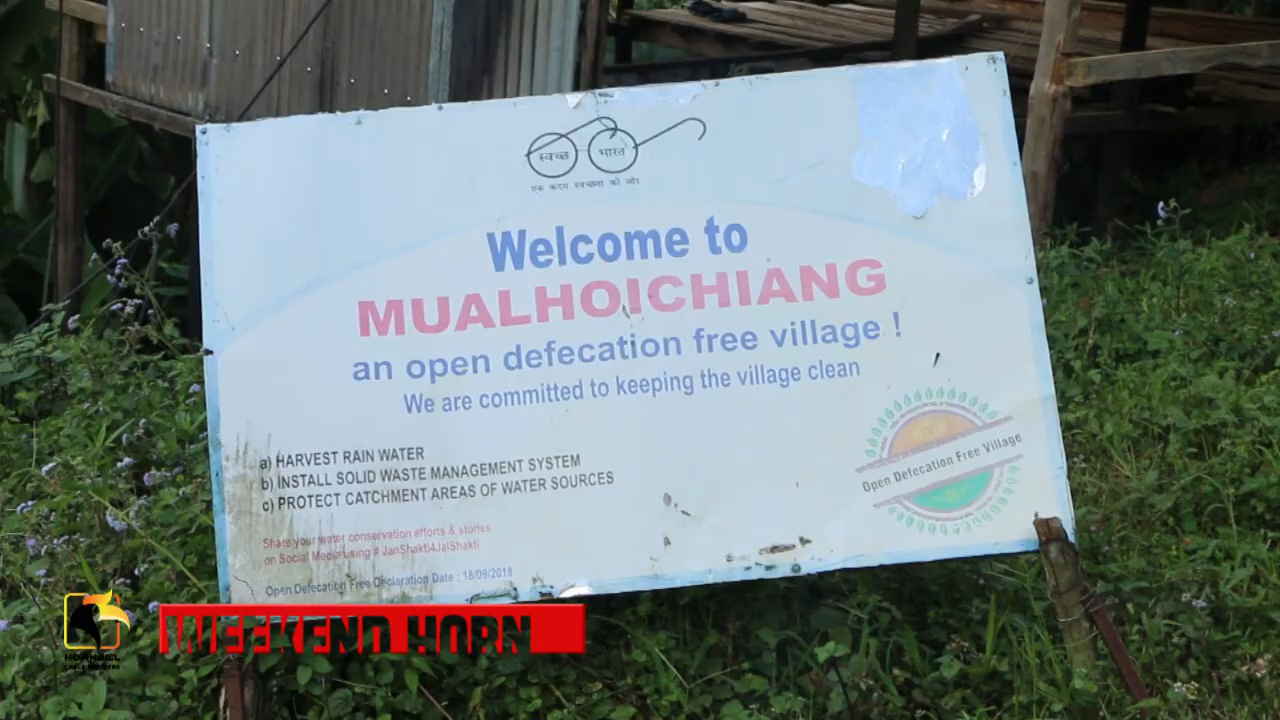 स्वच्छ भारत
एक कदम स्वच्छता की ओर
Welcome to
MUALHOICHIANG
an open defecation free village !
We are committed to keeping the village clean
a) HARVEST RAIN WATER
b) INSTALL SOLID WASTE MANAGEMENT SYSTEM
c) PROTECT CATCHMENT AREAS OF WATER SOURCES
Open Defecation Free Village
Share your water conservation efforts & stories
on Social Media using # JanShakti4JalShakti
Open Defecation Free Declaration Date : 18/09/2018
WEEKEND HORN
HORNBILL
CABLE NETWORK